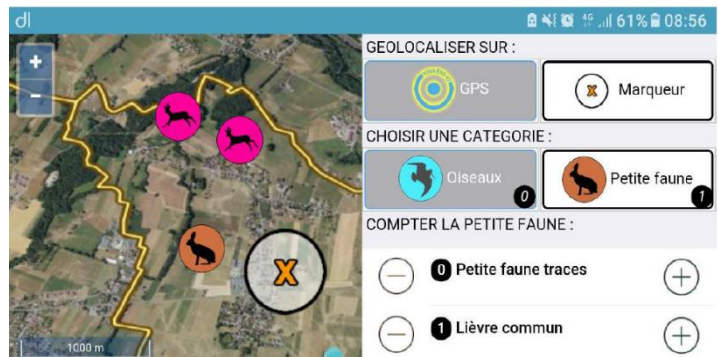 dl 4G 61% 08:56
+
-
1000 m
GEOLOCALISER SUR :
GPS
X Marqueur
CHOISIR UNE CATEGORIE :
Oiseaux 0
Petite faune 1
COMPTER LA PETITE FAUNE :
0 Petite faune traces
1 Lièvre commun
X